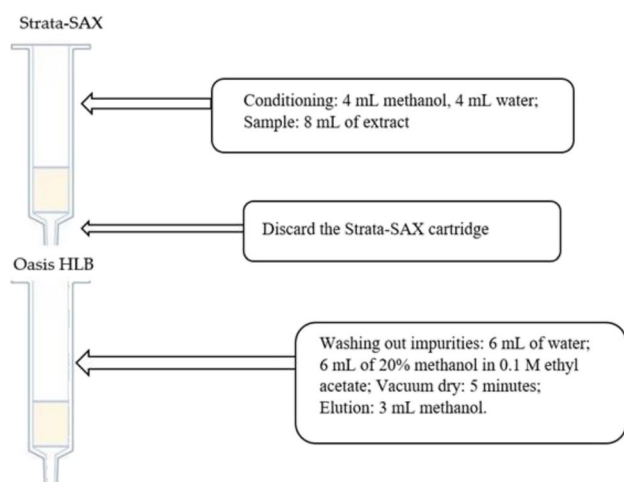 Strata-SAX
Conditioning: 4 mL methanol, 4 mL water;
Sample: 8 mL of extract
Discard the Strata-SAX cartridge
Oasis HLB
Washing out impurities: 6 mL of water;
6 mL of 20% methanol in 0.1 M ethyl
acetate; Vacuum dry: 5 minutes;
Elution: 3 mL methanol.